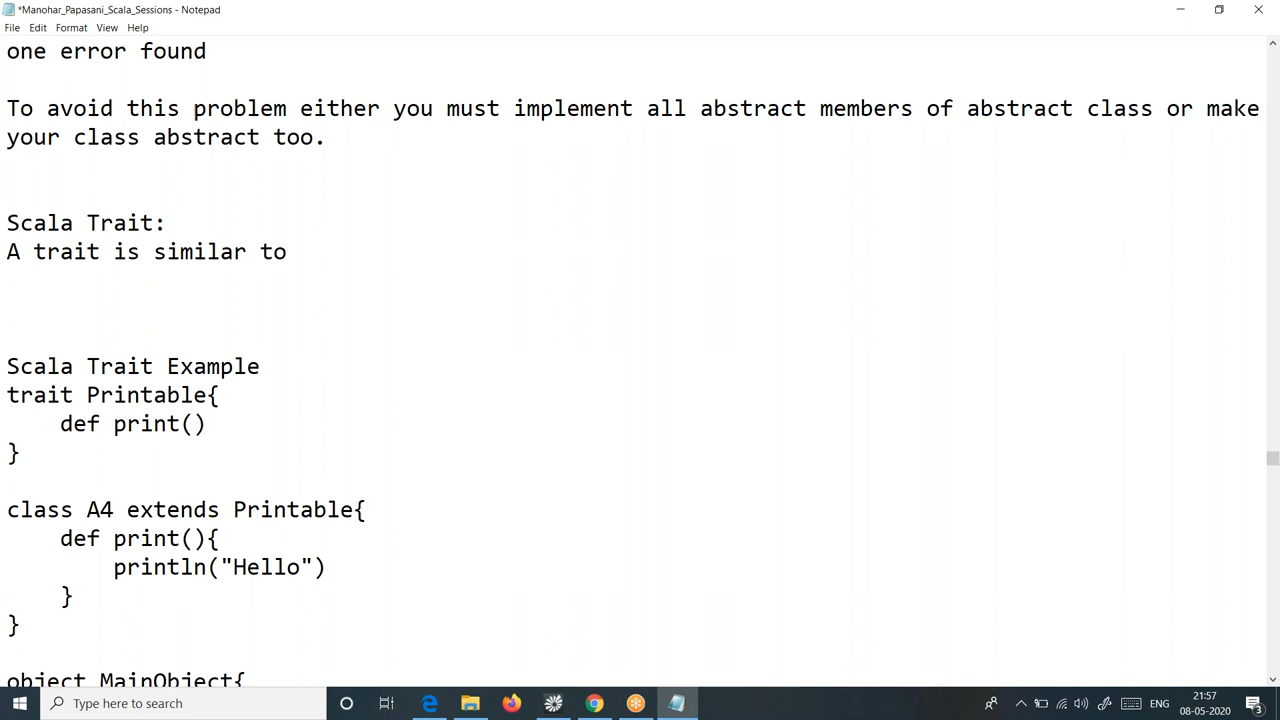 *Manohar_Papasani_Scala_Sessions - Notepad
File Edit Format View Help
one error found
To avoid this problem either you must implement all abstract members of abstract class or make
your class abstract too.
Scala Trait:
A trait is similar to
Scala Trait Example
trait Printable{
    def print()
}
class A4 extends Printable{
    def print(){
        println("Hello")
    }
}
object MainObject{
Type here to search
ENG
21:57
08-05-2020
3